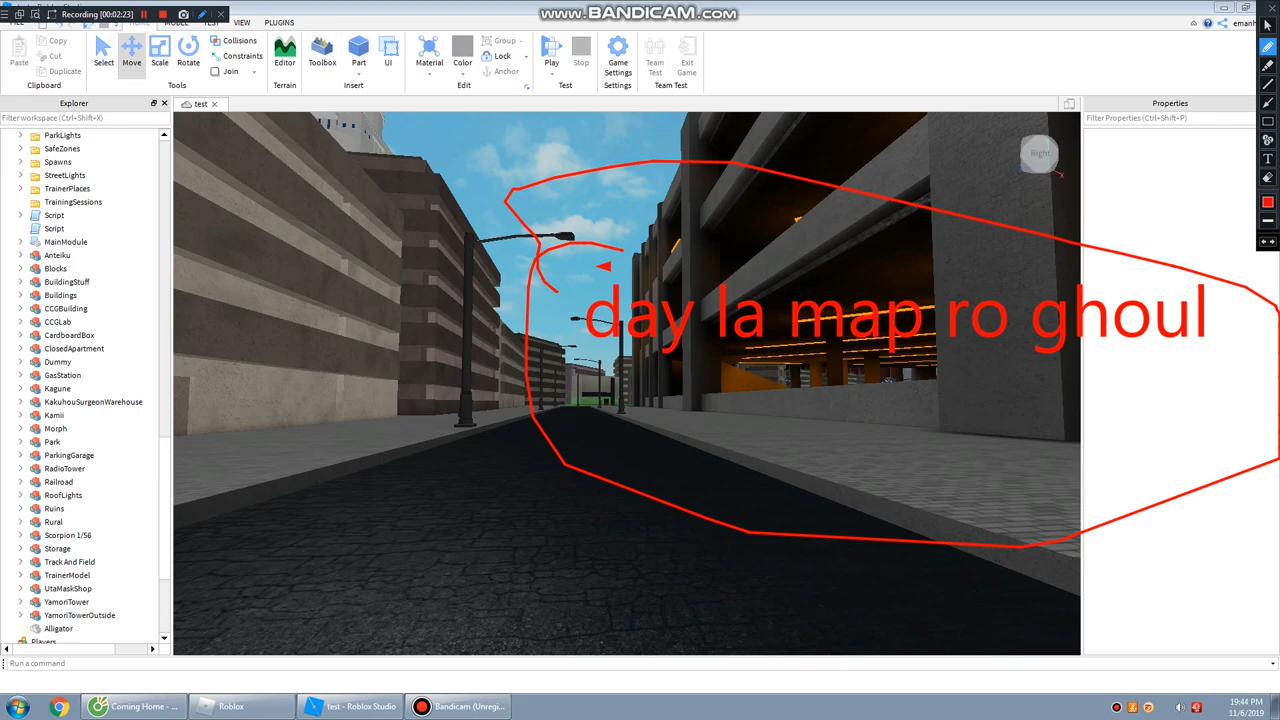 Recording [00:02:23]
www.BANDICAM.com
VIEW
PLUGINS
emanh
Paste
Copy
Cut
Duplicate
Clipboard
Select
Move
Scale
Rotate
Collisions
Constraints
Join
Tools
Editor
Terrain
Toolbox
Part
UI
Insert
Material
Color
Group
Lock
Anchor
Edit
Play
Stop
Test
Game
Settings
Settings
Team
Test
Exit
Game
Team Test
Explorer
Filter workspace (Ctrl+Shift+X)
test
Properties
Filter Properties (Ctrl+Shift+P)
ParkLights
SafeZones
Spawns
StreetLights
TrainerPlaces
TrainingSessions
Script
Script
MainModule
Anteiku
Blocks
BuildingStuff
Buildings
CCGBuilding
CCGLab
CardboardBox
ClosedApartment
Dummy
GasStation
Kagune
KakuhouSurgeonWarehouse
Kamii
Morph
Park
ParkingGarage
RadioTower
Railroad
RoofLights
Ruins
Rural
Scorpion 1/56
Storage
Track And Field
TrainerModel
UtaMaskShop
YamoriTower
YamoriTowerOutside
Alligator
Players
Right
x
day la map ro ghoul
Run a command
Coming Home - ...
Roblox
test - Roblox Studio
Bandicam (Unregi...
19:44 PM
11/6/2019